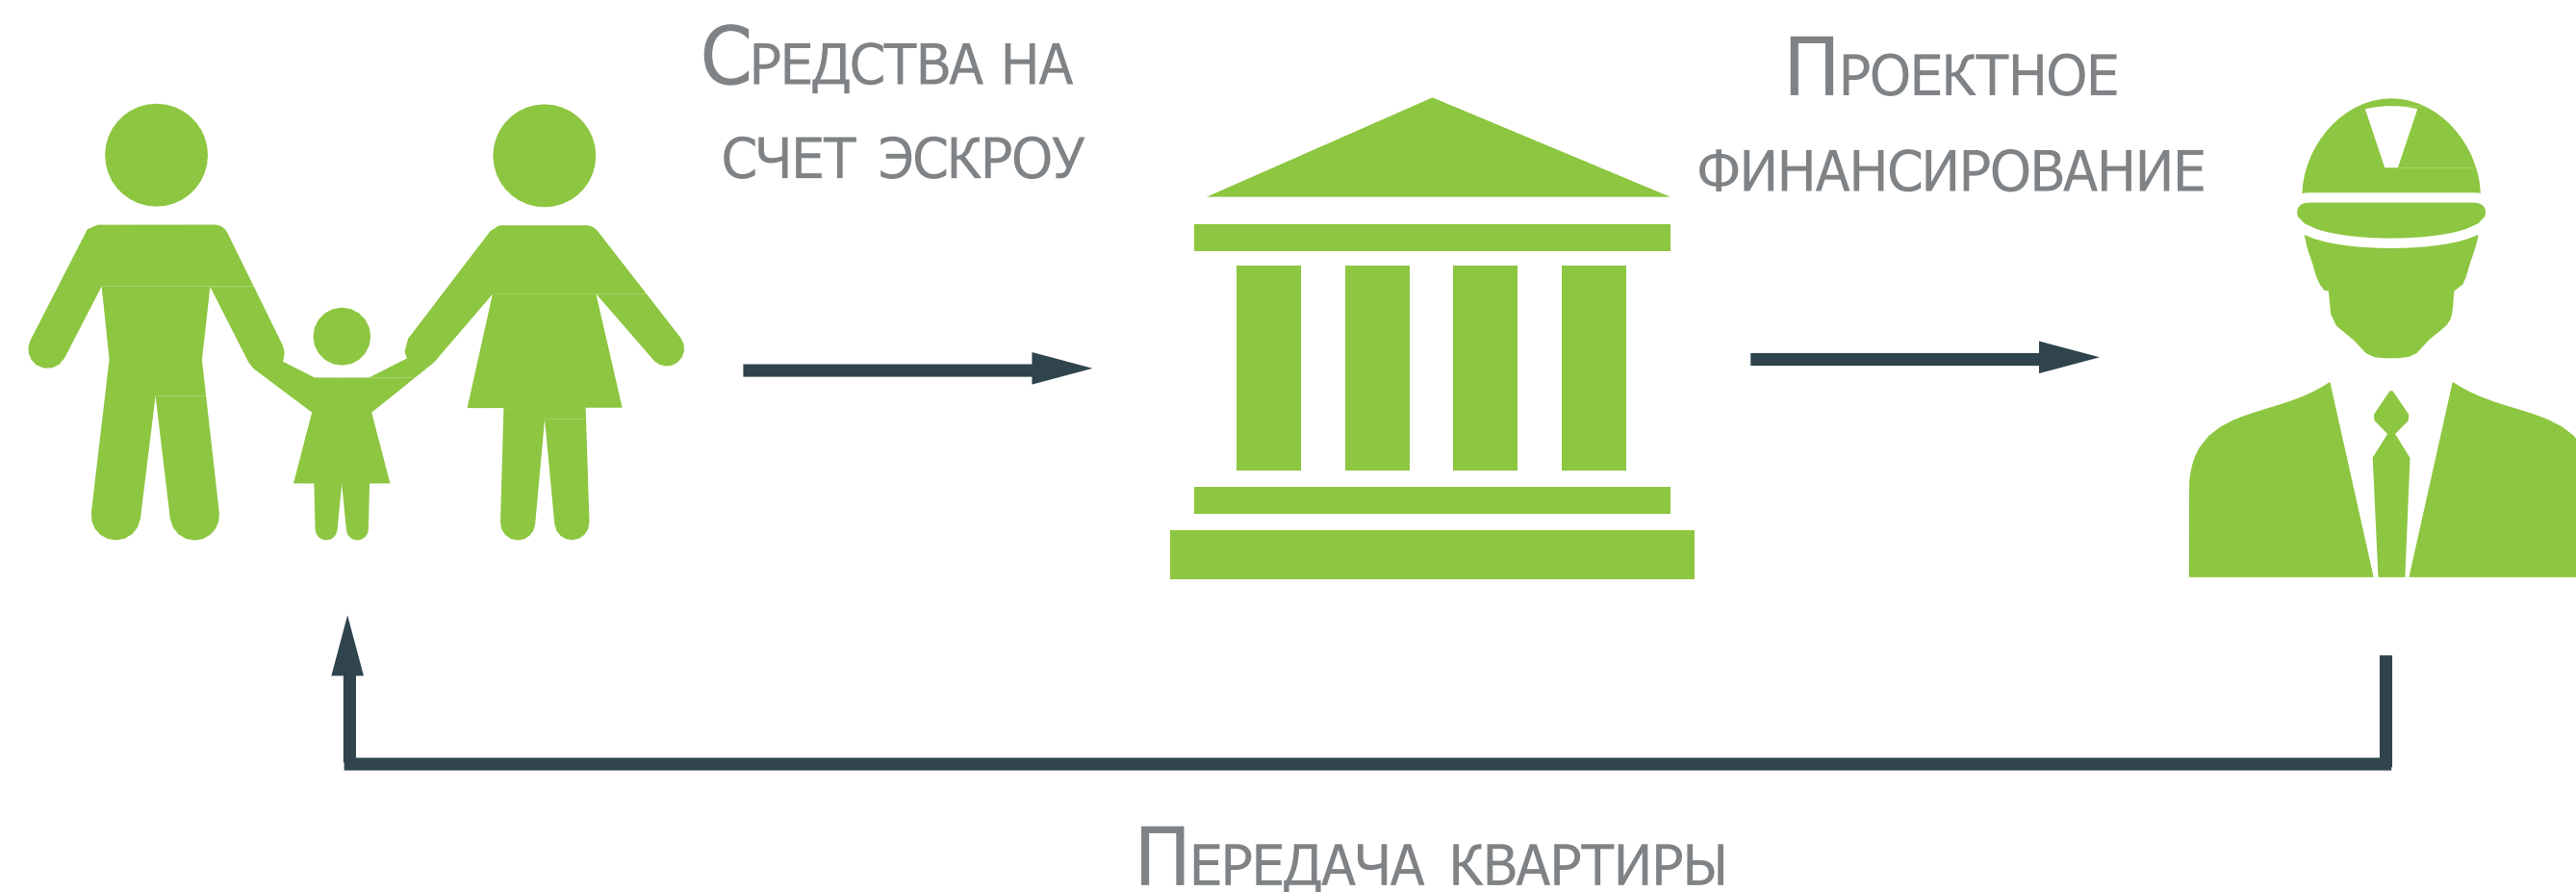 Средства на
счет эскроу
Проектное
финансирование
Передача квартиры